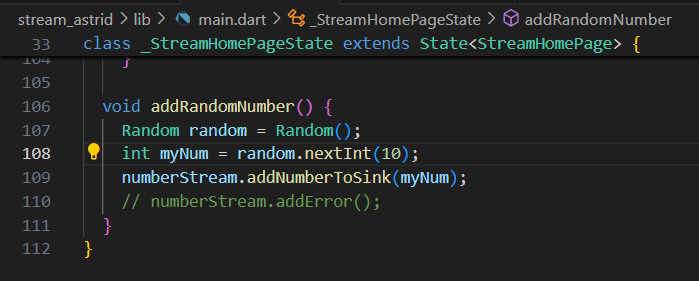 stream_astrid > lib > main.dart > _StreamHomePageState > addRandomNumber
33 class _StreamHomePageState extends State<StreamHomePage> {
104 }
105
106 void addRandomNumber() {
107 Random random = Random();
108 int myNum = random.nextInt(10);
109 numberStream.addNumberToSink(myNum);
110 // numberStream.addError();
111 }
112 }